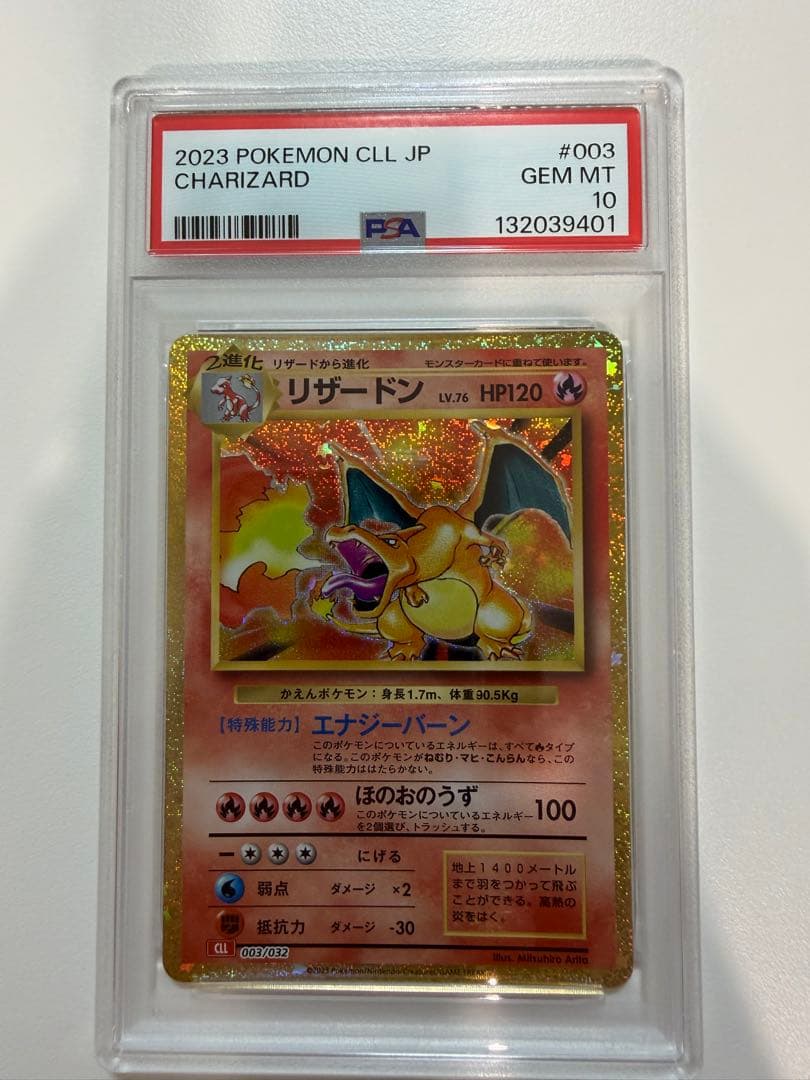 2023 POKEMON CLL JP #003
CHARIZARD GEM MT
10
PSA 132039401
2進化 リザードから進化 モンスターカードに重ねて使います。
リザードン LV.76 HP120
かえんポケモン:身長1.7m、体重90.5Kg
【特殊能力】エナジーバーン
このポケモンについているエネルギーは、すべて🔥タイプ
になる。このポケモンがねむり・マヒ・こんらんなら、この
特殊能力ははたらかない。
ほのおのうず 100
このポケモンについているエネルギー
を2個選び、トラッシュする。
にげる
弱点 ダメージ ×2
抵抗力 ダメージ -30
地上1400メートル
まで羽をつかって飛ぶ
ことができる。高熱の
炎をはく。
CLL 003/032
Illus. Mitsuhiro Arita
©2023 Pokémon/Nintendo/Creatures/GAME FREAK